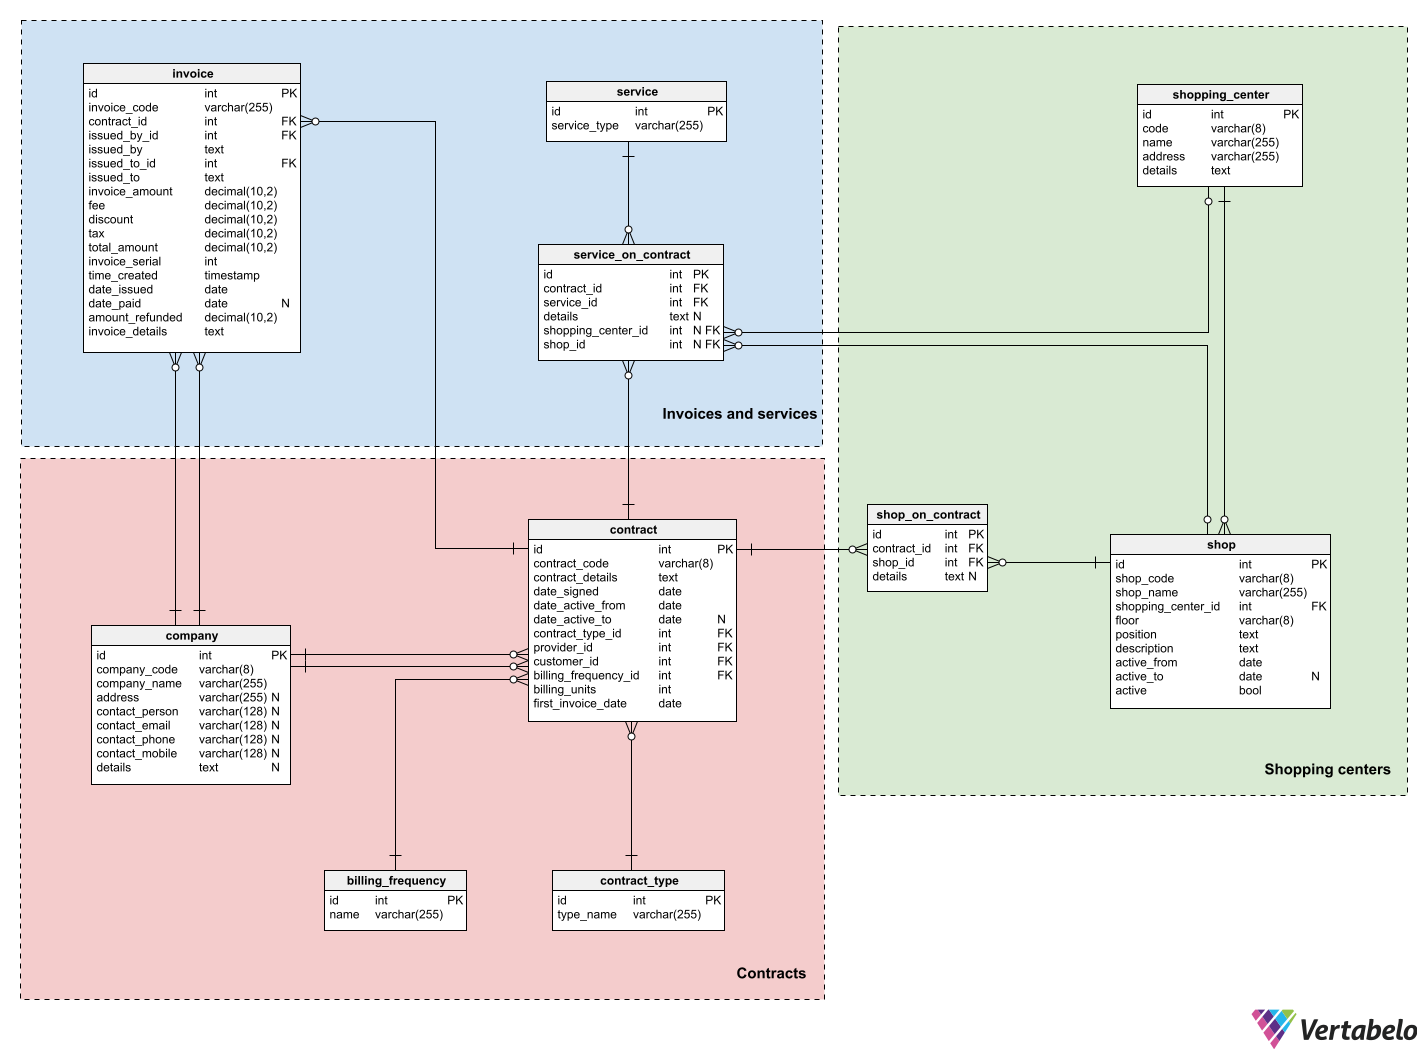 invoice
id int PK
invoice_code varchar(255)
contract_id int FK
issued_by_id int FK
issued_by text
issued_to_id int FK
issued_to text
invoice_amount decimal(10,2)
fee decimal(10,2)
discount decimal(10,2)
tax decimal(10,2)
total_amount decimal(10,2)
invoice_serial int
time_created timestamp
date_issued date
date_paid date N
amount_refunded decimal(10,2)
invoice_details text
service
id int PK
service_type varchar(255)
service_on_contract
id int PK
contract_id int FK
service_id int FK
details text N
shopping_center_id int N FK
shop_id int N FK
Invoices and services
shopping_center
id int PK
code varchar(8)
name varchar(255)
address varchar(255)
details text
shop_on_contract
id int PK
contract_id int FK
shop_id int FK
details text N
shop
id int PK
shop_code varchar(8)
shop_name varchar(255)
shopping_center_id int FK
floor varchar(8)
position text
description text
active_from date
active_to date N
active bool
Shopping centers
contract
id int PK
contract_code varchar(8)
contract_details text
date_signed date
date_active_from date
date_active_to date N
contract_type_id int FK
provider_id int FK
customer_id int FK
billing_frequency_id int FK
billing_units int
first_invoice_date date
company
id int PK
company_code varchar(8)
company_name varchar(255)
address varchar(255) N
contact_person varchar(128) N
contact_email varchar(128) N
contact_phone varchar(128) N
contact_mobile varchar(128) N
details text N
billing_frequency
id int PK
name varchar(255)
contract_type
id int PK
type_name varchar(255)
Contracts
Vertabelo